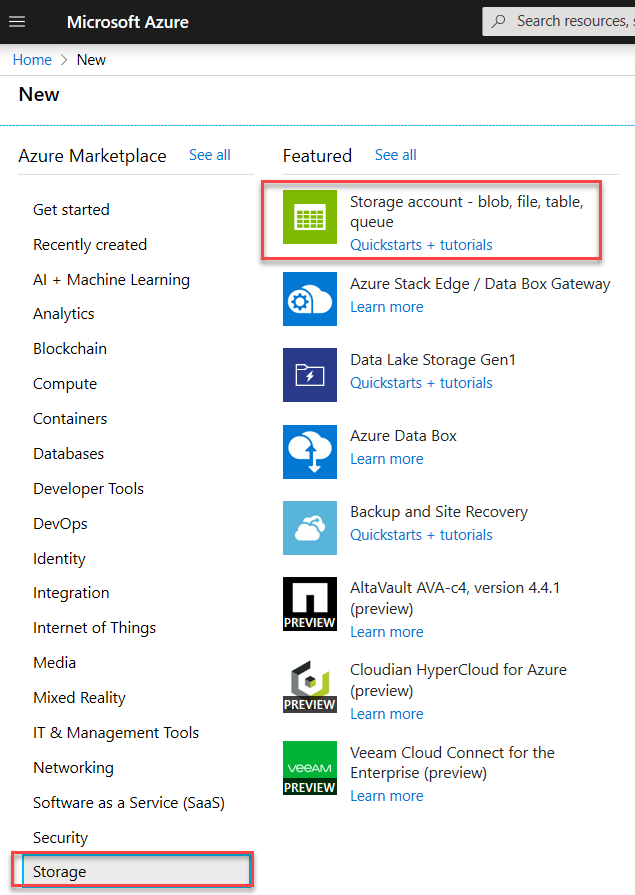 Microsoft Azure
Search resources, s
Home > New
New
Azure Marketplace See all
Get started
Recently created
AI + Machine Learning
Analytics
Blockchain
Compute
Containers
Databases
Developer Tools
DevOps
Identity
Integration
Internet of Things
Media
Mixed Reality
IT & Management Tools
Networking
Software as a Service (SaaS)
Security
Storage
Featured See all
Storage account - blob, file, table,
queue
Quickstarts + tutorials
Azure Stack Edge / Data Box Gateway
Learn more
Data Lake Storage Gen1
Quickstarts + tutorials
Azure Data Box
Learn more
Backup and Site Recovery
Quickstarts + tutorials
PREVIEW
AltaVault AVA-c4, version 4.4.1
(preview)
Learn more
PREVIEW
Cloudian HyperCloud for Azure
(preview)
Learn more
veeam
PREVIEW
Veeam Cloud Connect for the
Enterprise (preview)
Learn more